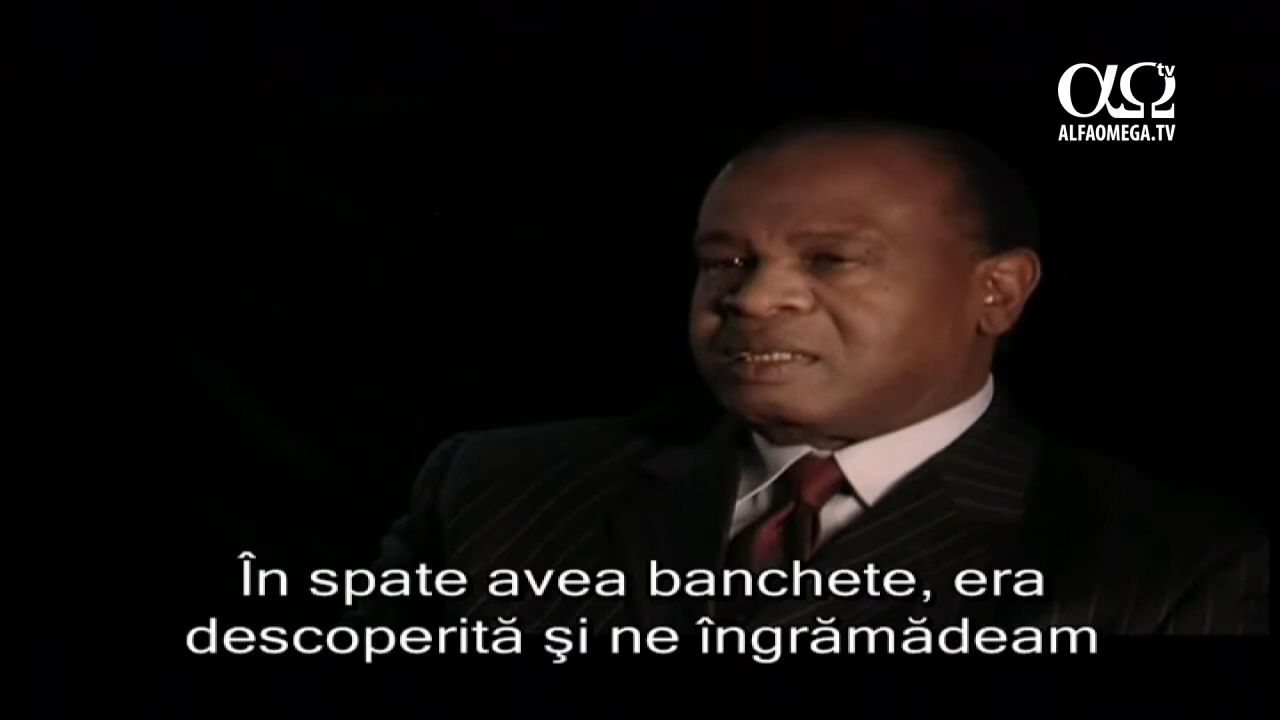 αΩ tv
ALFAOMEGA.TV
În spate avea banchete, era
descoperită şi ne îngrămădeam